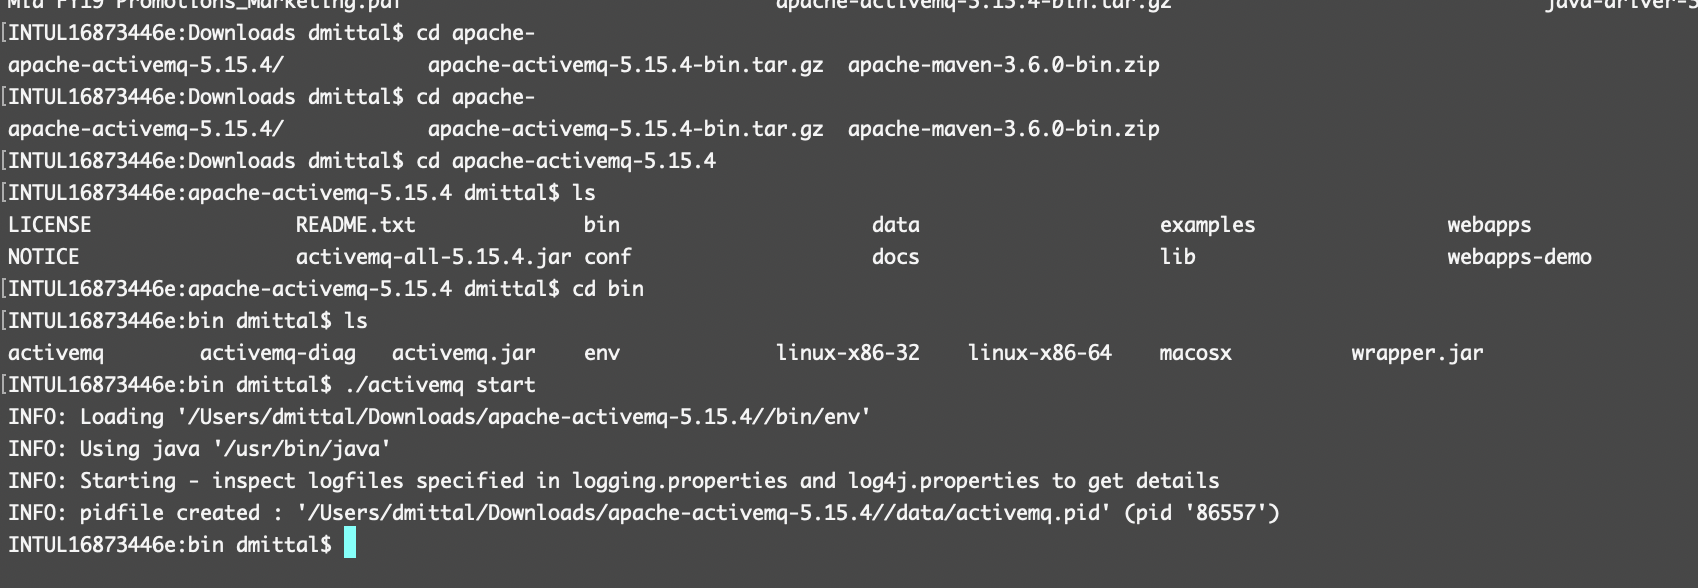 Mid FY19 Promotions_Marketing.pdf apache-activemq-5.15.4-bin.tar.gz java-driver-3
[INTUL16873446e:Downloads dmittal$ cd apache-
apache-activemq-5.15.4/ apache-activemq-5.15.4-bin.tar.gz apache-maven-3.6.0-bin.zip
[INTUL16873446e:Downloads dmittal$ cd apache-
apache-activemq-5.15.4/ apache-activemq-5.15.4-bin.tar.gz apache-maven-3.6.0-bin.zip
[INTUL16873446e:Downloads dmittal$ cd apache-activemq-5.15.4
[INTUL16873446e:apache-activemq-5.15.4 dmittal$ ls
LICENSE README.txt bin data examples webapps
NOTICE activemq-all-5.15.4.jar conf docs lib webapps-demo
[INTUL16873446e:apache-activemq-5.15.4 dmittal$ cd bin
[INTUL16873446e:bin dmittal$ ls
activemq activemq-diag activemq.jar env linux-x86-32 linux-x86-64 macosx wrapper.jar
[INTUL16873446e:bin dmittal$ ./activemq start
INFO: Loading '/Users/dmittal/Downloads/apache-activemq-5.15.4//bin/env'
INFO: Using java '/usr/bin/java'
INFO: Starting - inspect logfiles specified in logging.properties and log4j.properties to get details
INFO: pidfile created : '/Users/dmittal/Downloads/apache-activemq-5.15.4//data/activemq.pid' (pid '86557')
INTUL16873446e:bin dmittal$